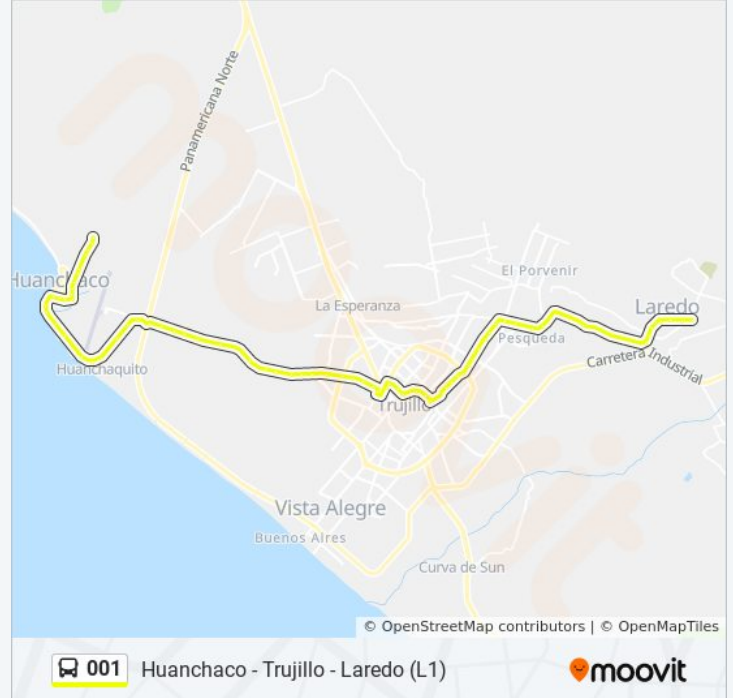 Panamericana Norte
Huanchaco
El Porvenir
La Esperanza
Laredo
Pesqueda
Carretera Industrial
Huanchaquito
Trujillo
Vista Alegre
Buenos Aires
Curva de Sun
© OpenStreetMap contributors | © OpenMapTiles
001 Huanchaco - Trujillo - Laredo (L1)
moovit